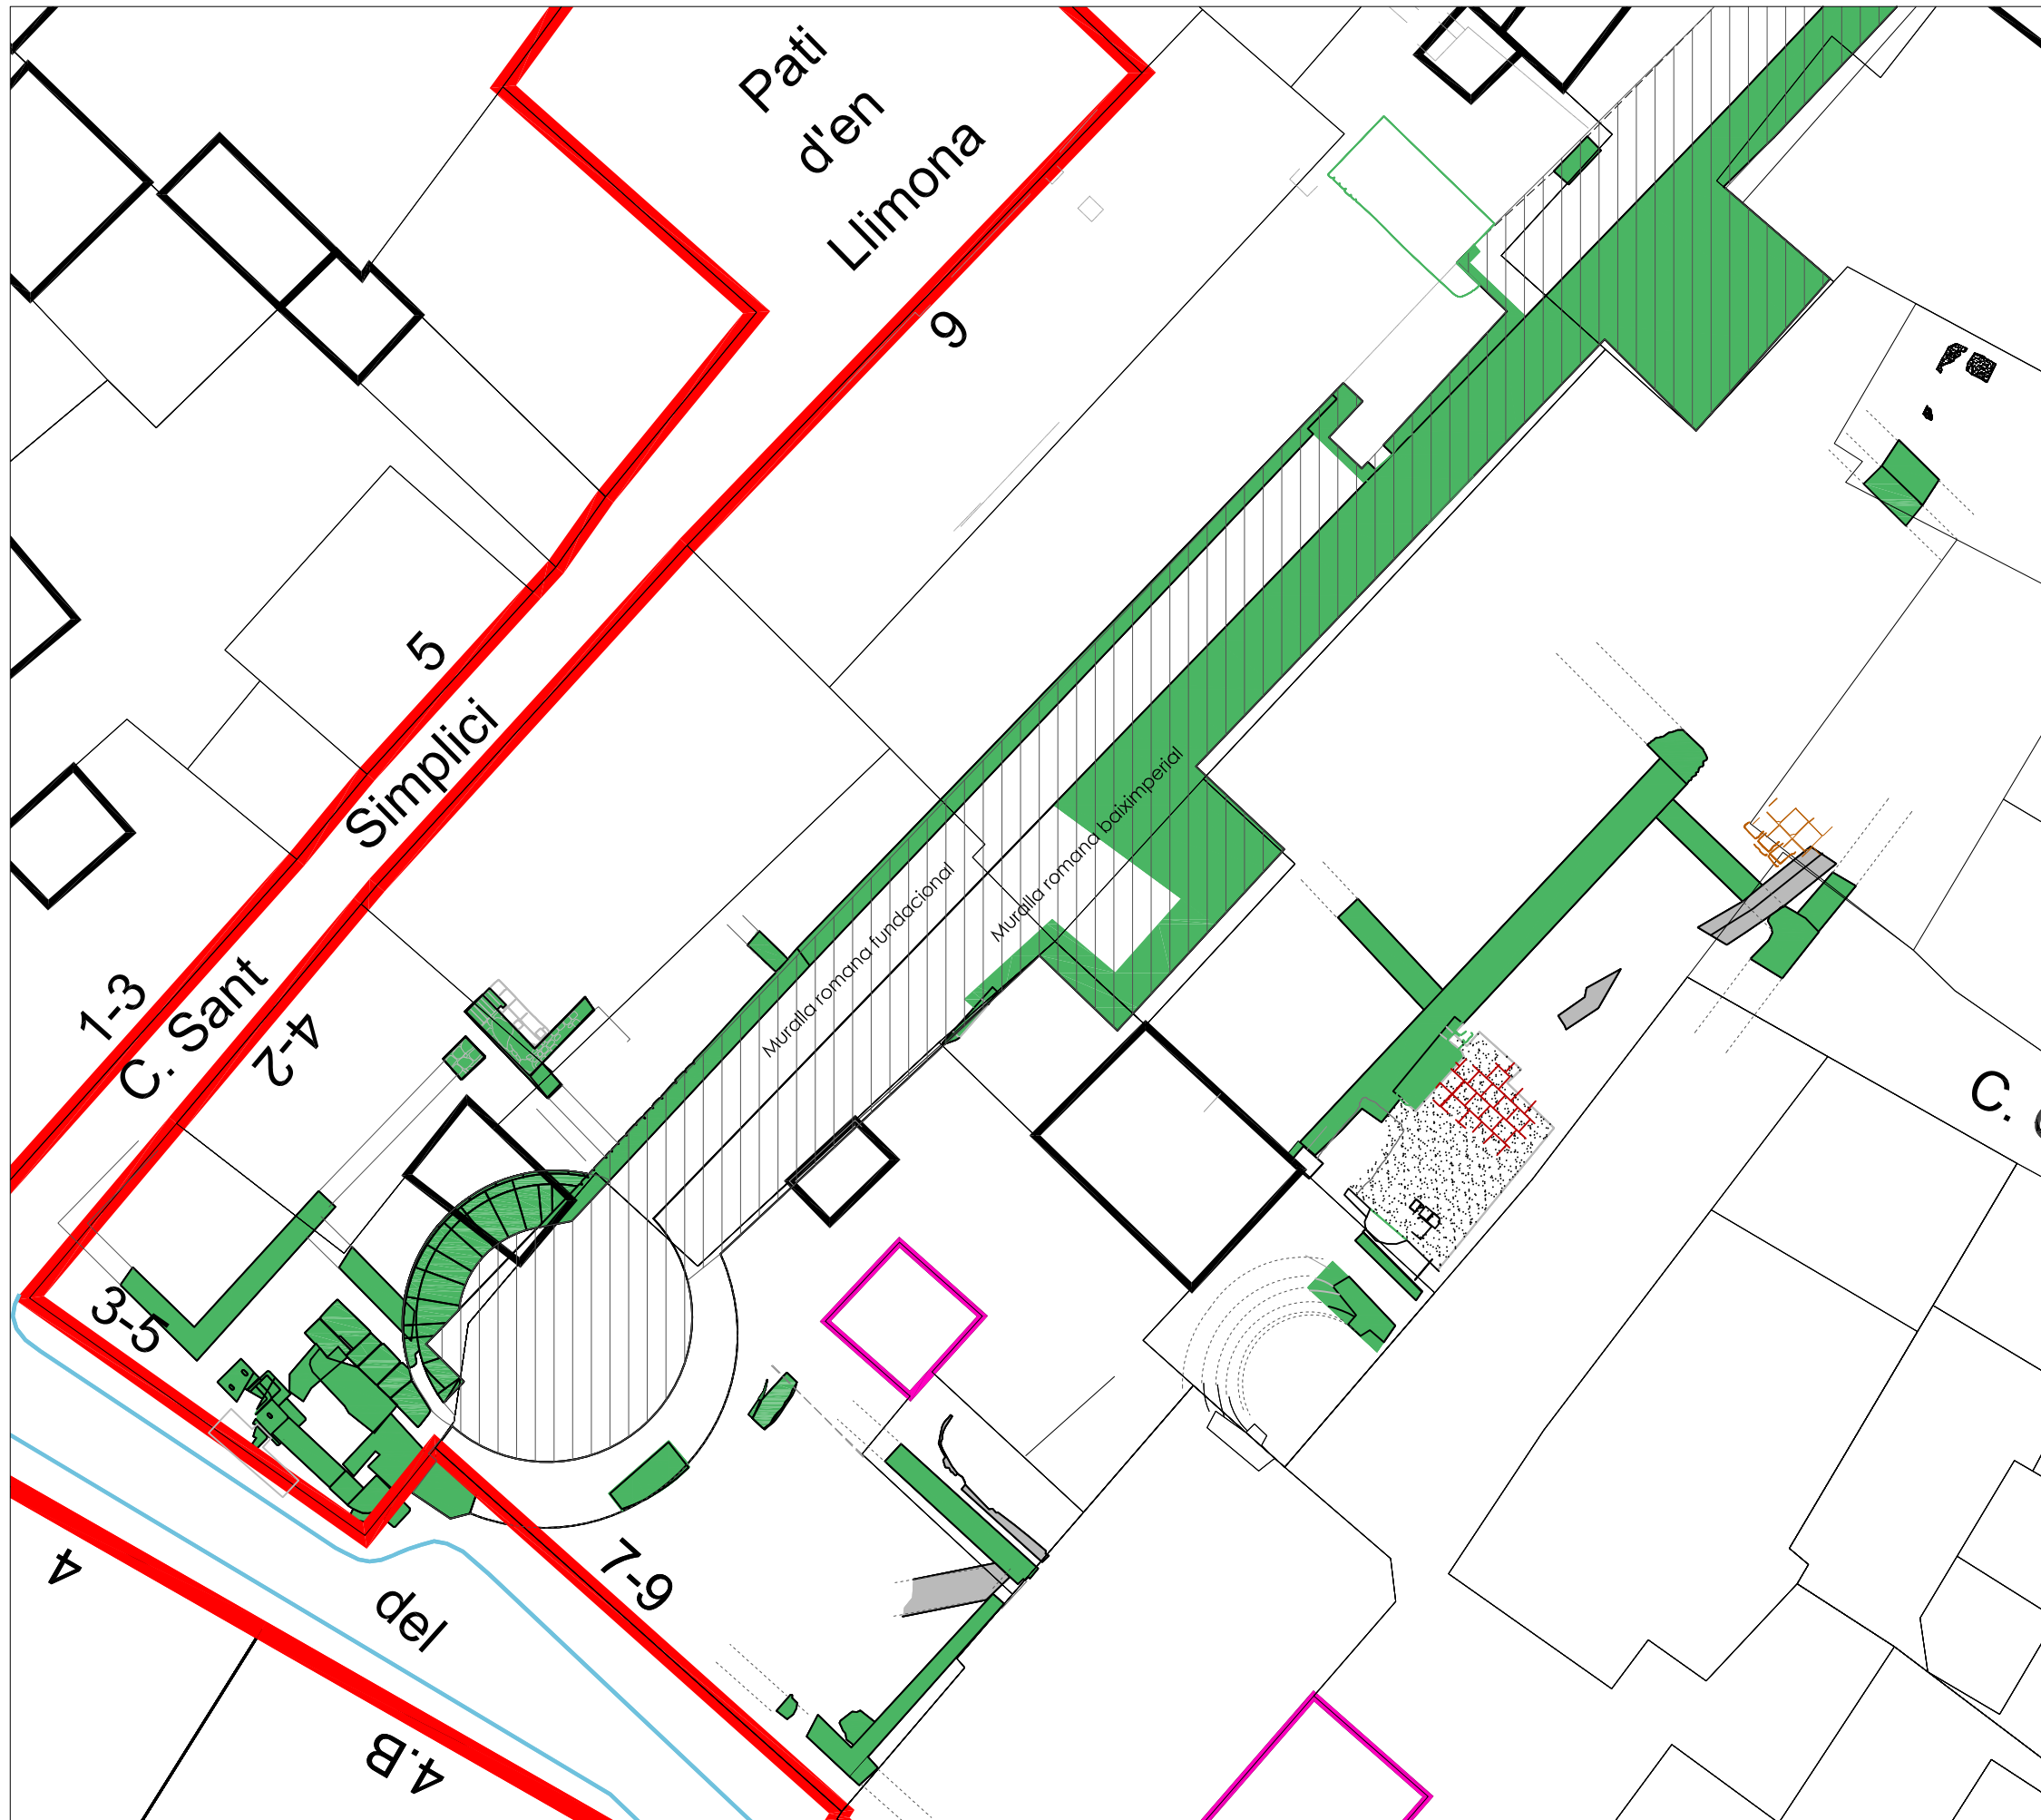 Pati
d'en
Llimona
9
5
C. Sant Simplici
1-3
4-2
Muralla romana fundacional
Muralla romana baiximperial
C.
3-5
4
del
7-9
4.B